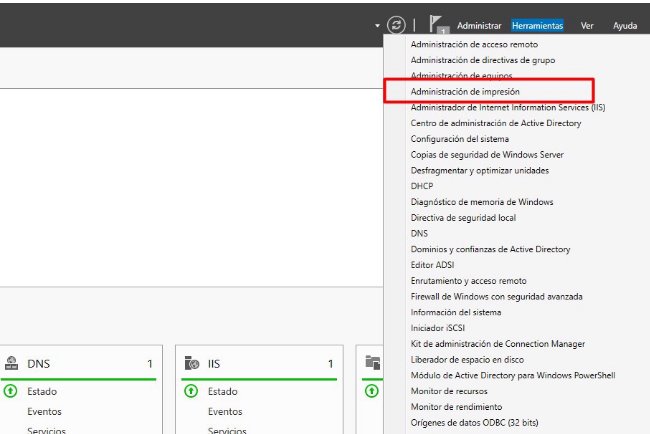 1
Administrar Herramientas Ver Ayuda
Administración de acceso remoto
Administración de directivas de grupo
Administración de equipos
Administración de impresión
Administrador de Internet Information Services (IIS)
Centro de administración de Active Directory
Configuración del sistema
Copias de seguridad de Windows Server
Desfragmentar y optimizar unidades
DHCP
Diagnóstico de memoria de Windows
Directiva de seguridad local
DNS
Dominios y confianzas de Active Directory
Editor ADSI
Enrutamiento y acceso remoto
Firewall de Windows con seguridad avanzada
Información del sistema
Iniciador iSCSI
Kit de administración de Connection Manager
Liberador de espacio en disco
Módulo de Active Directory para Windows PowerShell
Monitor de recursos
Monitor de rendimiento
Orígenes de datos ODBC (32 bits)
DNS 1
Estado
Eventos
Servicios
IIS 1
Estado
Eventos
Servicios